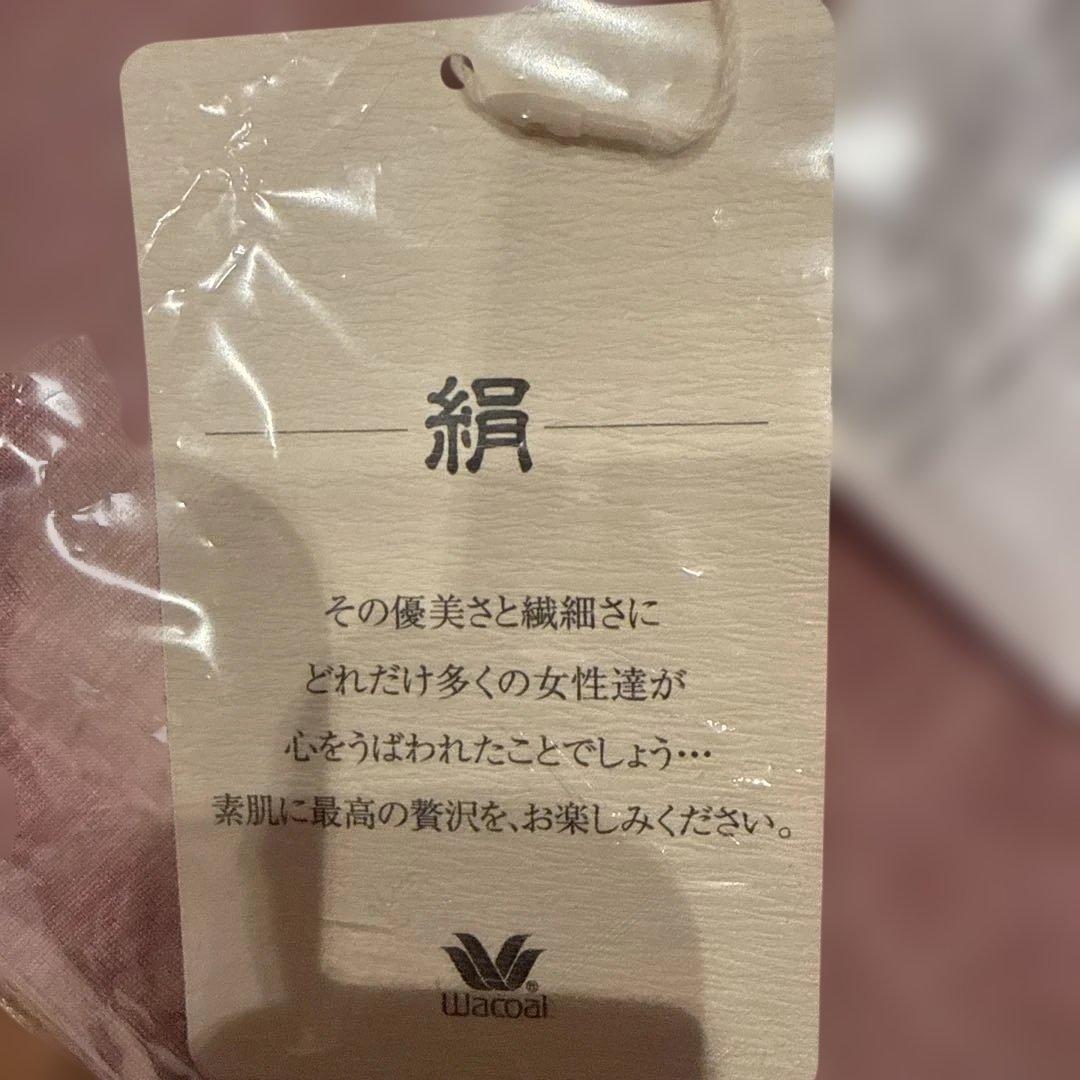 絹
その優美さと繊細さに
どれだけ多くの女性達が
心をうばわれたことでしょう…
素肌に最高の贅沢を、お楽しみください。
Wacoal